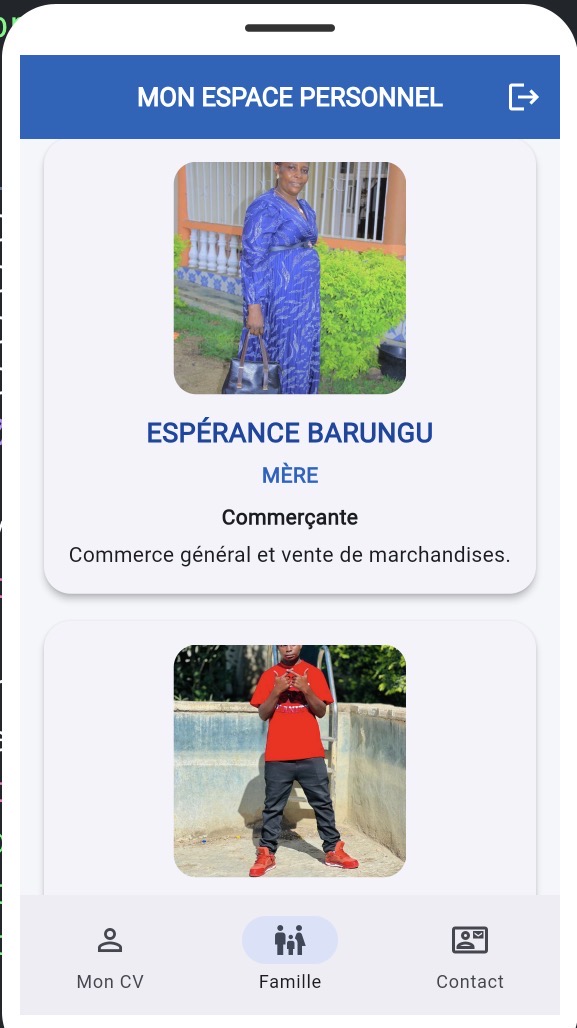 MON ESPACE PERSONNEL
ESPÉRANCE BARUNGU
MÈRE
Commerçante
Commerce général et vente de marchandises.
Mon CV
Famille
Contact